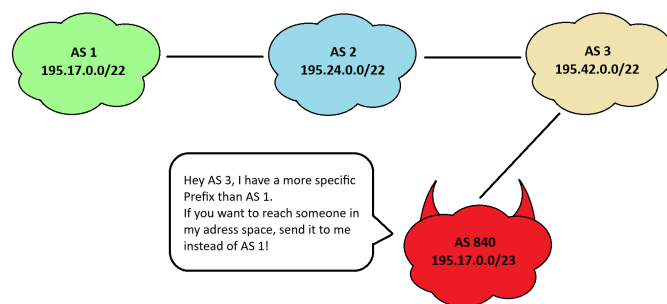 AS 1
195.17.0.0/22
AS 2
195.24.0.0/22
AS 3
195.42.0.0/22
Hey AS 3, I have a more specific
Prefix than AS 1.
If you want to reach someone in
my adress space, send it to me
instead of AS 1!
AS 840
195.17.0.0/23